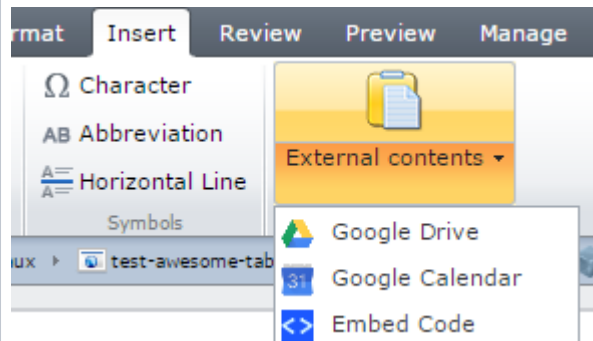 rmat Insert Review Preview Manage
Ω Character
AB Abbreviation
A Horizontal Line
A
Symbols
External contents
ux test-awesome-tab
Google Drive
31 Google Calendar
<> Embed Code